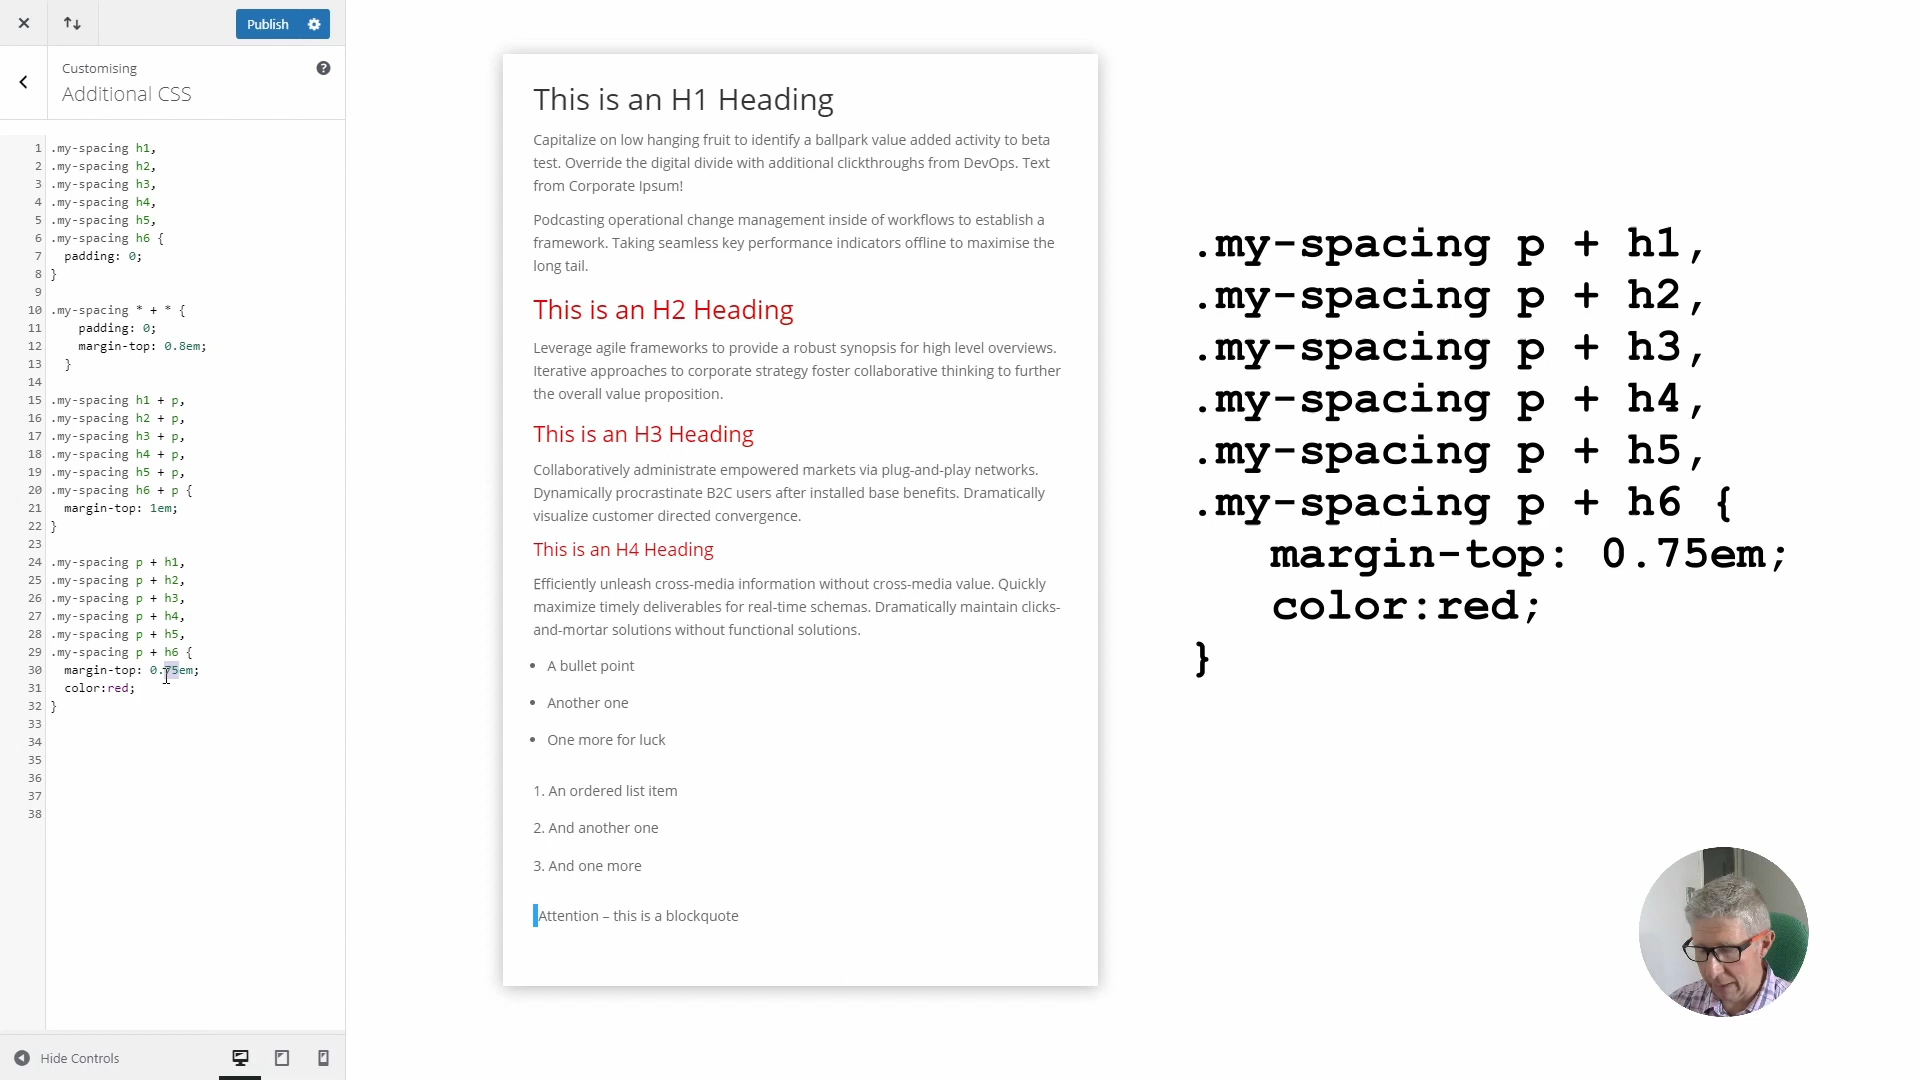 Publish
Customising
Additional CSS
1 .my-spacing h1,
2 .my-spacing h2,
3 .my-spacing h3,
4 .my-spacing h4,
5 .my-spacing h5,
6 .my-spacing h6 {
7 padding: 0;
8 }
9
10 .my-spacing * + * {
11 padding: 0;
12 margin-top: 0.8em;
13 }
14
15 .my-spacing h1 + p,
16 .my-spacing h2 + p,
17 .my-spacing h3 + p,
18 .my-spacing h4 + p,
19 .my-spacing h5 + p,
20 .my-spacing h6 + p {
21 margin-top: 1em;
22 }
23
24 .my-spacing p + h1,
25 .my-spacing p + h2,
26 .my-spacing p + h3,
27 .my-spacing p + h4,
28 .my-spacing p + h5,
29 .my-spacing p + h6 {
30 margin-top: 0.75em;
31 color:red;
32 }
33
34
35
36
37
38
Hide Controls
This is an H1 Heading
Capitalize on low hanging fruit to identify a ballpark value added activity to beta
test. Override the digital divide with additional clickthroughs from DevOps. Text
from Corporate Ipsum!
Podcasting operational change management inside of workflows to establish a
framework. Taking seamless key performance indicators offline to maximise the
long tail.
This is an H2 Heading
Leverage agile frameworks to provide a robust synopsis for high level overviews.
Iterative approaches to corporate strategy foster collaborative thinking to further
the overall value proposition.
This is an H3 Heading
Collaboratively administrate empowered markets via plug-and-play networks.
Dynamically procrastinate B2C users after installed base benefits. Dramatically
visualize customer directed convergence.
This is an H4 Heading
Efficiently unleash cross-media information without cross-media value. Quickly
maximize timely deliverables for real-time schemas. Dramatically maintain clicks-
and-mortar solutions without functional solutions.
• A bullet point
• Another one
• One more for luck
1. An ordered list item
2. And another one
3. And one more
Attention – this is a blockquote
.my-spacing p + h1,
.my-spacing p + h2,
.my-spacing p + h3,
.my-spacing p + h4,
.my-spacing p + h5,
.my-spacing p + h6 {
margin-top: 0.75em;
color:red;
}